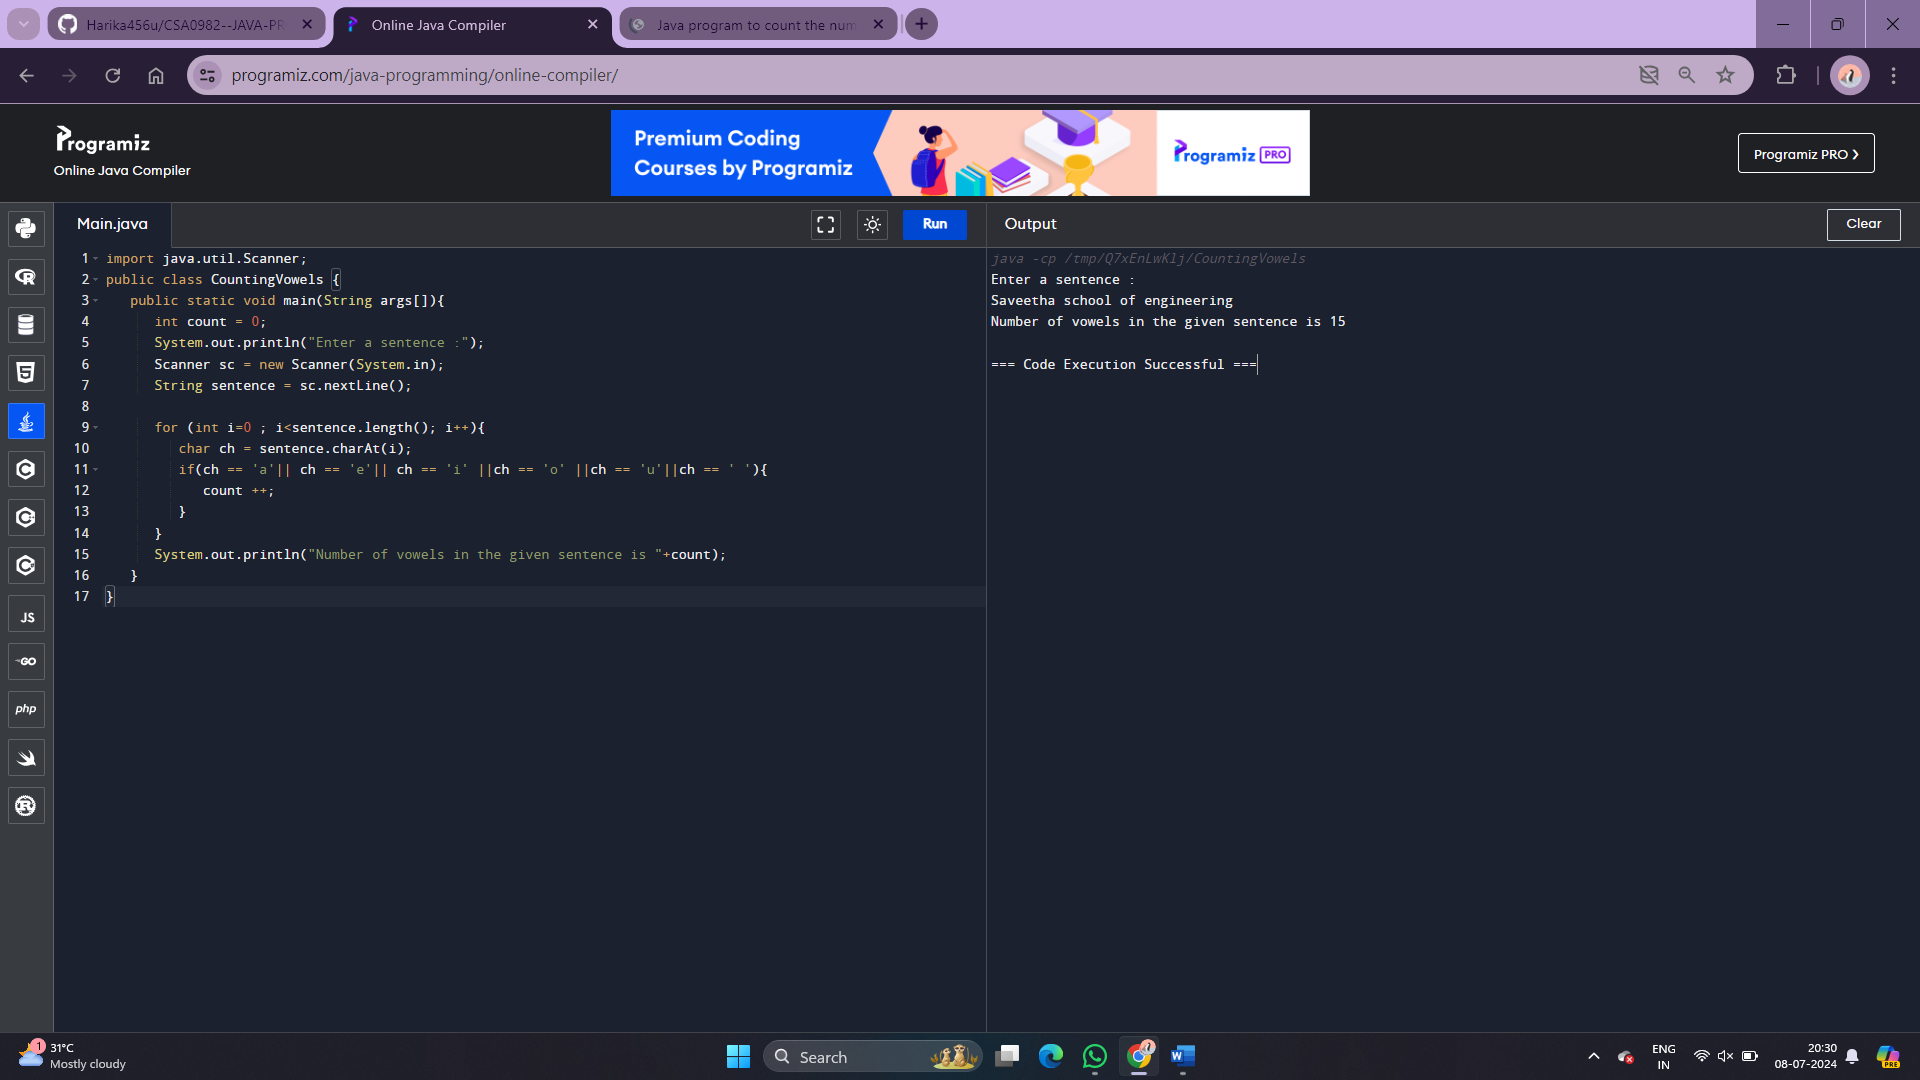 Harika456u/CSA0982--JAVA-PR
Online Java Compiler
Java program to count the num
programiz.com/java-programming/online-compiler/
Programiz
Online Java Compiler
Premium Coding
Courses by Programiz
Programiz PRO
Programiz PRO ❯
Main.java
Run
Output
Clear
1 import java.util.Scanner;
2 public class CountingVowels {
3 public static void main(String args[]){
4 int count = 0;
5 System.out.println("Enter a sentence :");
6 Scanner sc = new Scanner(System.in);
7 String sentence = sc.nextLine();
8
9 for (int i=0 ; i<sentence.length(); i++){
10 char ch = sentence.charAt(i);
11 if(ch == 'a'|| ch == 'e'|| ch == 'i' ||ch == 'o' ||ch == 'u'||ch == ' '){
12 count ++;
13 }
14 }
15 System.out.println("Number of vowels in the given sentence is "+count);
16 }
17 }
java -cp /tmp/Q7xEnLwKlj/CountingVowels
Enter a sentence :
Saveetha school of engineering
Number of vowels in the given sentence is 15
=== Code Execution Successful ===
JS
GO
php
1
31°C
Mostly cloudy
Search
W
ENG
IN
20:30
08-07-2024
PRE